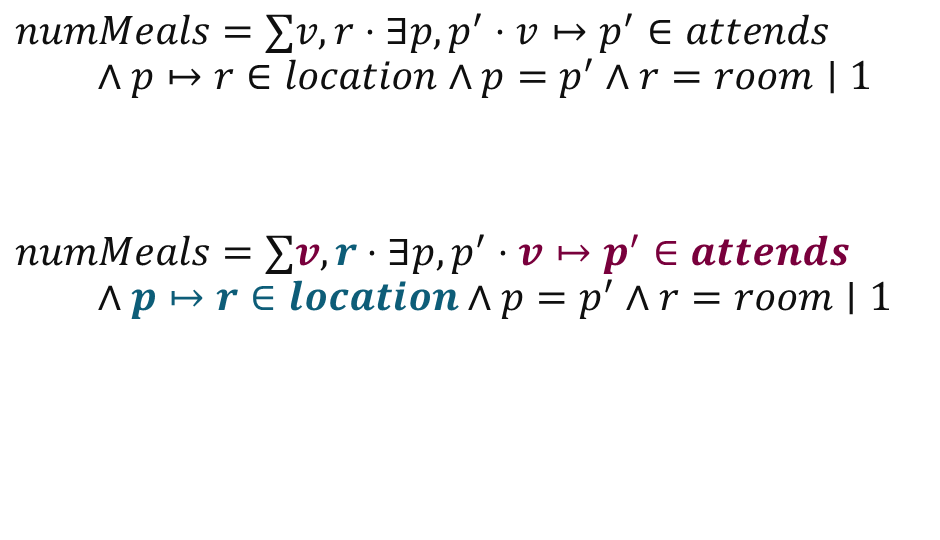 numMeals = ∑v, r · ∃p, p′ · v ↦ p′ ∈ attends
∧ p ↦ r ∈ location ∧ p = p′ ∧ r = room ∣ 1
numMeals = ∑v, r · ∃p, p′ · v ↦ p′ ∈ attends
∧ p ↦ r ∈ location ∧ p = p′ ∧ r = room ∣ 1